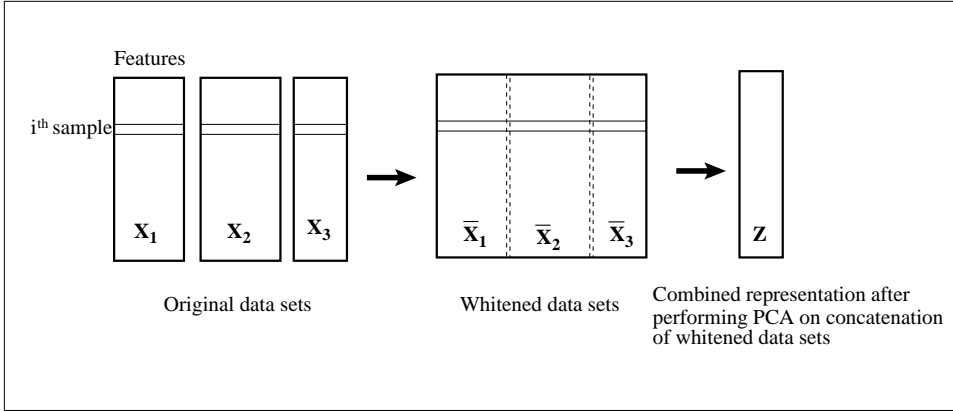 Features
iᵗʰ sample
X₁ X₂ X₃
X̅₁ X̅₂ X̅₃
Z
Original data sets
Whitened data sets
Combined representation after
performing PCA on concatenation
of whitened data sets